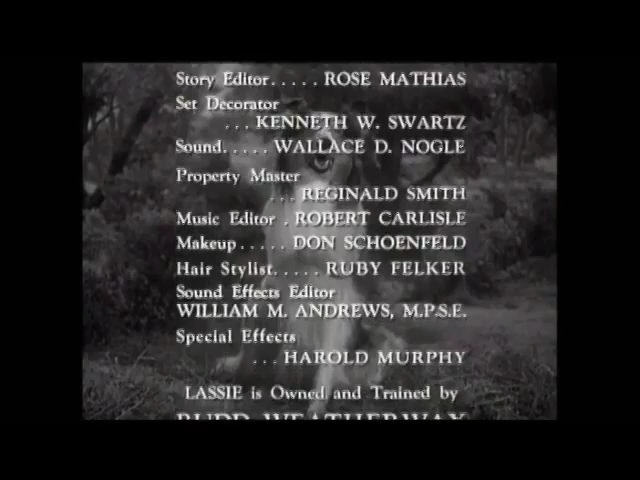 Story Editor..... ROSE MATHIAS
Set Decorator
... KENNETH W. SWARTZ
Sound..... WALLACE D. NOGLE
Property Master
... REGINALD SMITH
Music Editor . ROBERT CARLISLE
Makeup..... DON SCHOENFELD
Hair Stylist..... RUBY FELKER
Sound Effects Editor
WILLIAM M. ANDREWS, M.P.S.E.
Special Effects
... HAROLD MURPHY
LASSIE is Owned and Trained by
RUDD WEATHERWAX